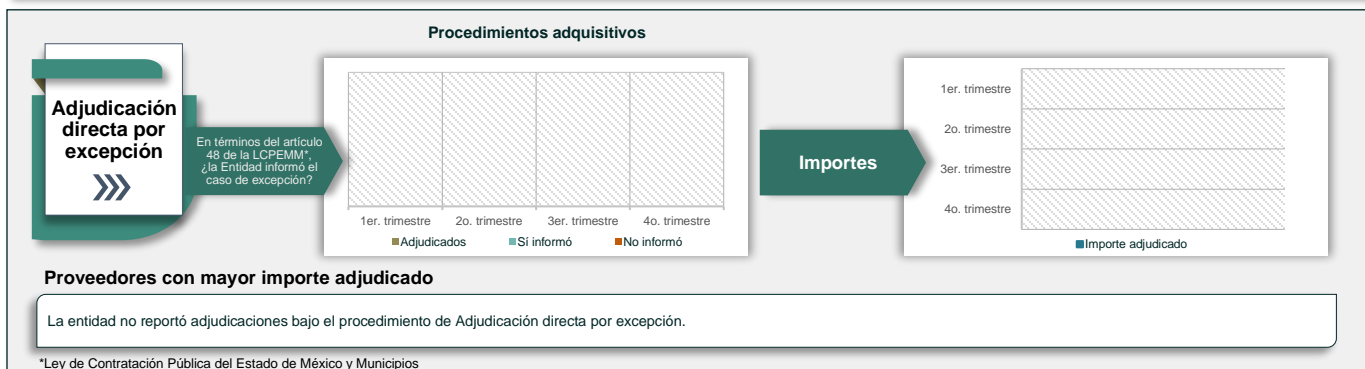 Procedimientos adquisitivos
Adjudicación
directa por
excepción
En términos del artículo
48 de la LCPEMM*,
¿la Entidad informó el
caso de excepción?
1er. trimestre 2o. trimestre 3er. trimestre 4o. trimestre
Adjudicados Sí informó No informó
Importes
1er. trimestre
2o. trimestre
3er. trimestre
4o. trimestre
Importe adjudicado
Proveedores con mayor importe adjudicado
La entidad no reportó adjudicaciones bajo el procedimiento de Adjudicación directa por excepción.
*Ley de Contratación Pública del Estado de México y Municipios